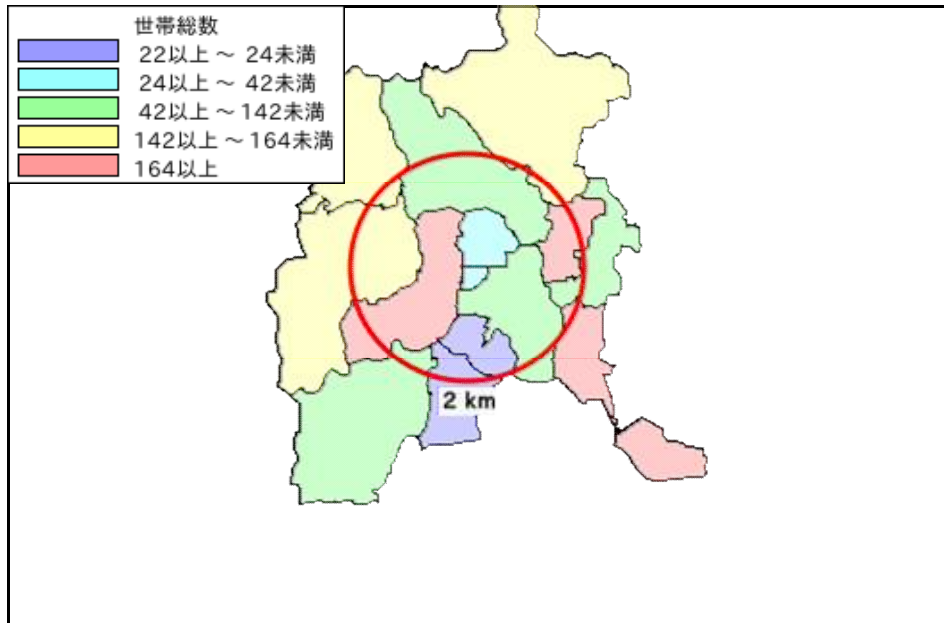 世帯総数
22以上 ～ 24未満
24以上 ～ 42未満
42以上 ～142未満
142以上 ～164未満
164以上
2 km